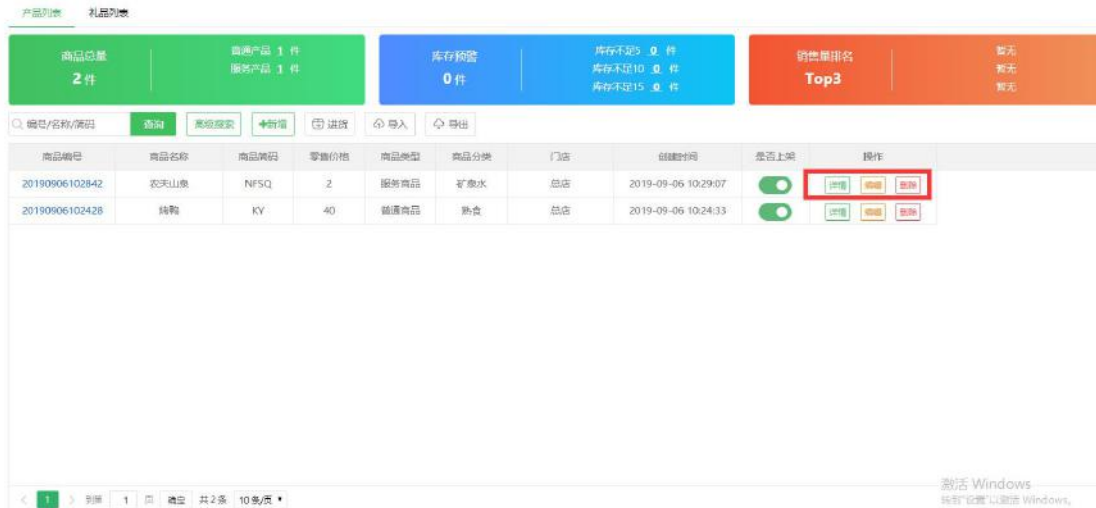 产品列表 礼品列表
商品总量
2 件
普通产品 1 件
服务产品 1 件
库存预警
0 件
库存不足5 0 件
库存不足10 0 件
库存不足15 0 件
销售量排名
Top3
暂无
暂无
暂无
编号/名称/简码 查询 高级搜索 +新增 进货 导入 导出
商品编号 商品名称 商品简码 零售价格 商品类型 商品分类 门店 创建时间 是否上架 操作
20190906102842 农夫山泉 NFSQ 2 服务商品 矿泉水 总店 2019-09-06 10:29:07 详情 编辑 删除
20190906102428 烤鸭 KY 40 普通商品 熟食 总店 2019-09-06 10:24:33 详情 编辑 删除
< 1 > 到第 1 页 确定 共2条 10条/页
激活 Windows
转到"设置"以激活 Windows。